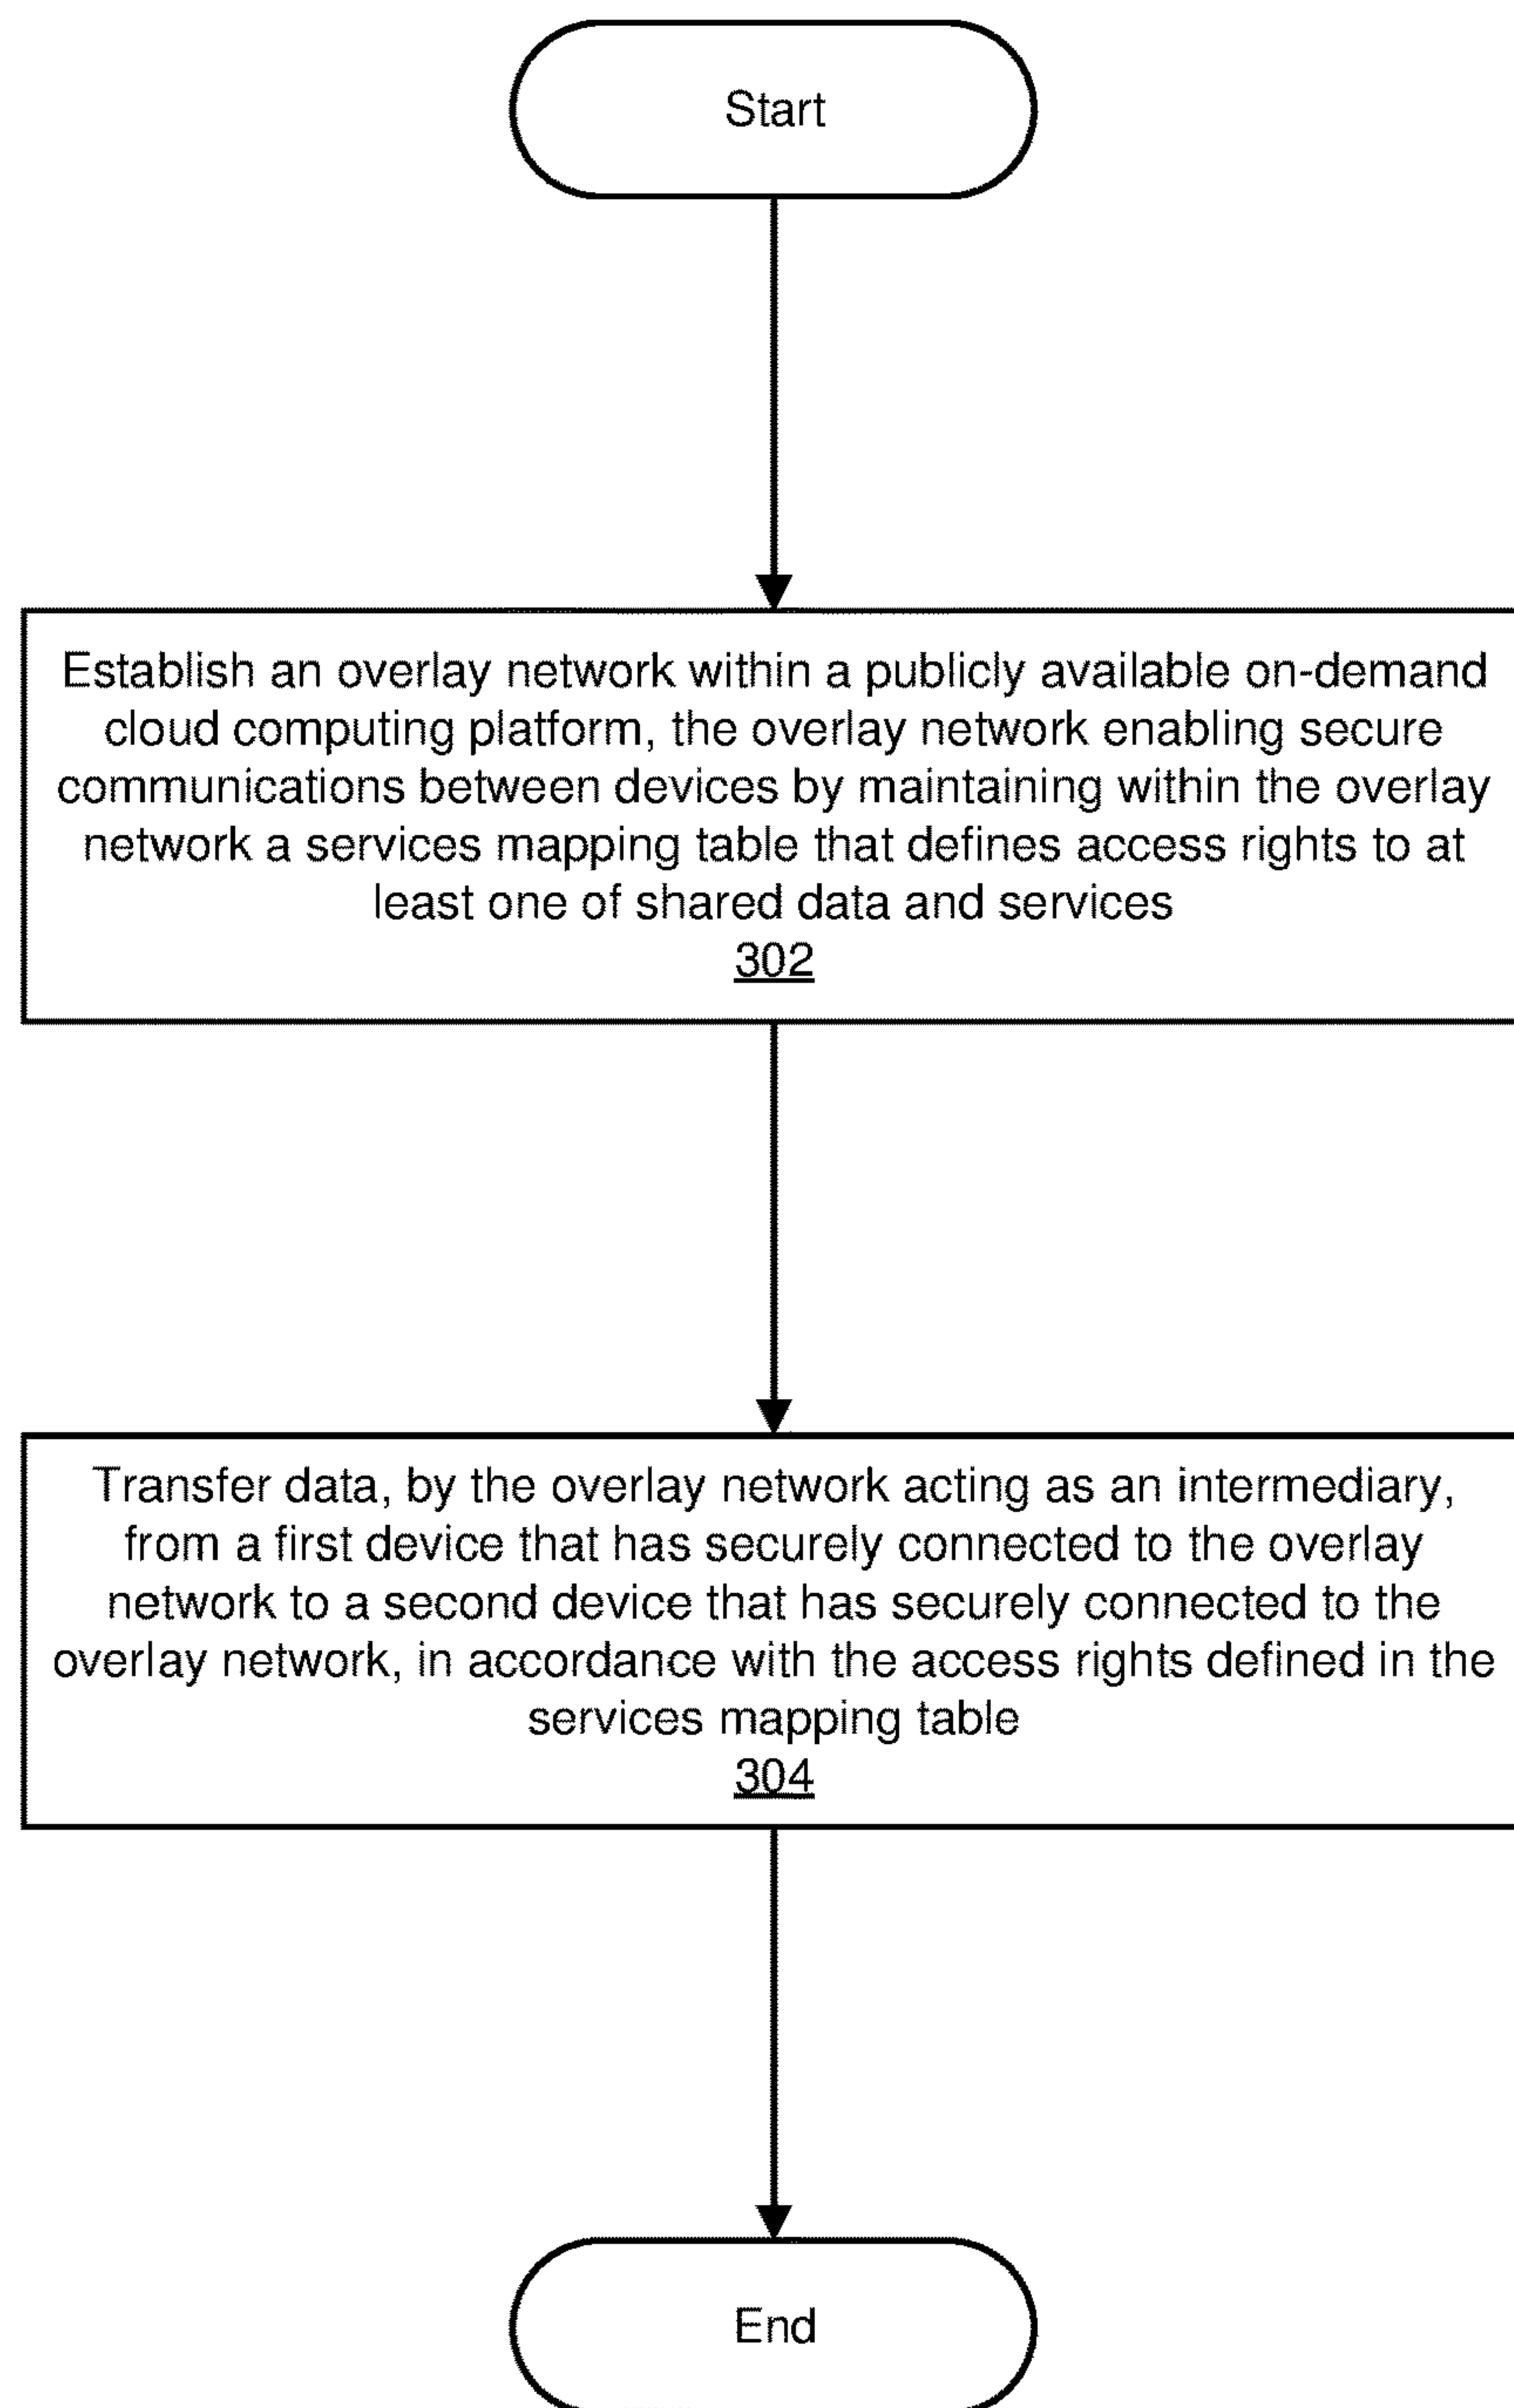 Start
Establish an overlay network within a publicly available on-demand
cloud computing platform, the overlay network enabling secure
communications between devices by maintaining within the overlay
network a services mapping table that defines access rights to at
least one of shared data and services
302
Transfer data, by the overlay network acting as an intermediary,
from a first device that has securely connected to the overlay
network to a second device that has securely connected to the
overlay network, in accordance with the access rights defined in the
services mapping table
304
End